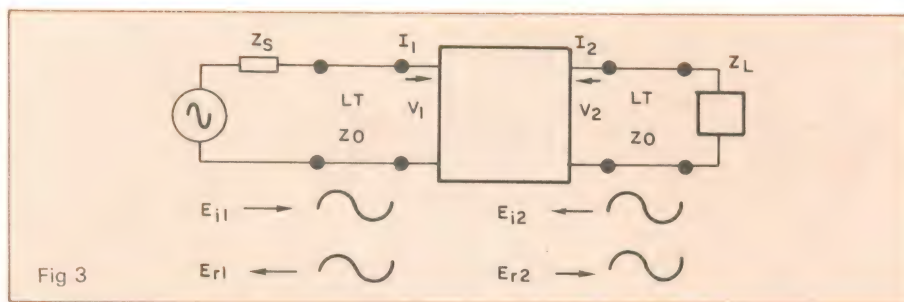 ZS I₁ I₂ ZL
LT V₁ V₂ LT
ZO ZO
Ei1 Ei2
Er1 Er2
Fig 3